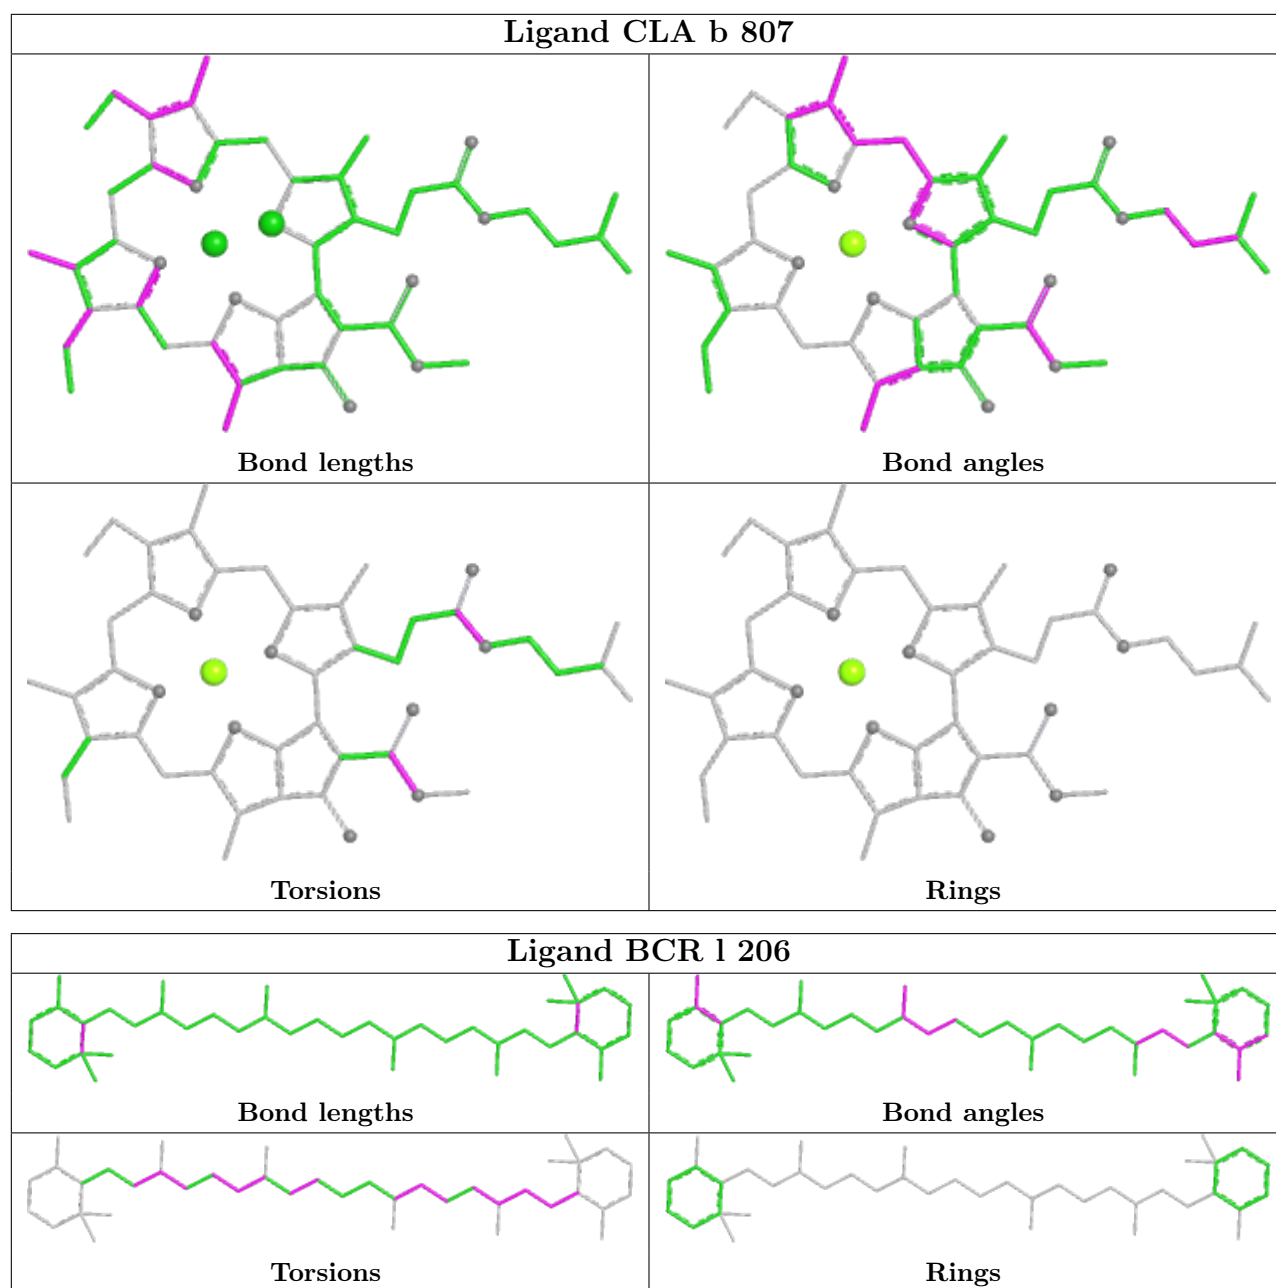 Ligand CLA b 807
Bond lengths
Bond angles
Torsions
Rings
Ligand BCR l 206
Bond lengths
Bond angles
Torsions
Rings